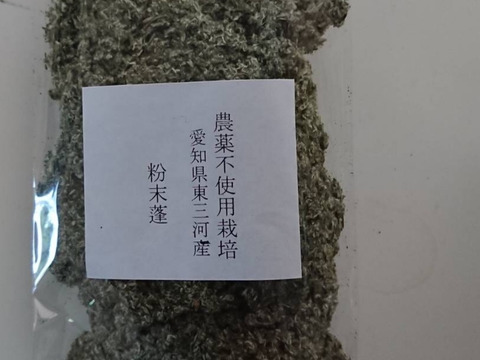 農薬不使用栽培
愛知県東三河産
粉末蓬